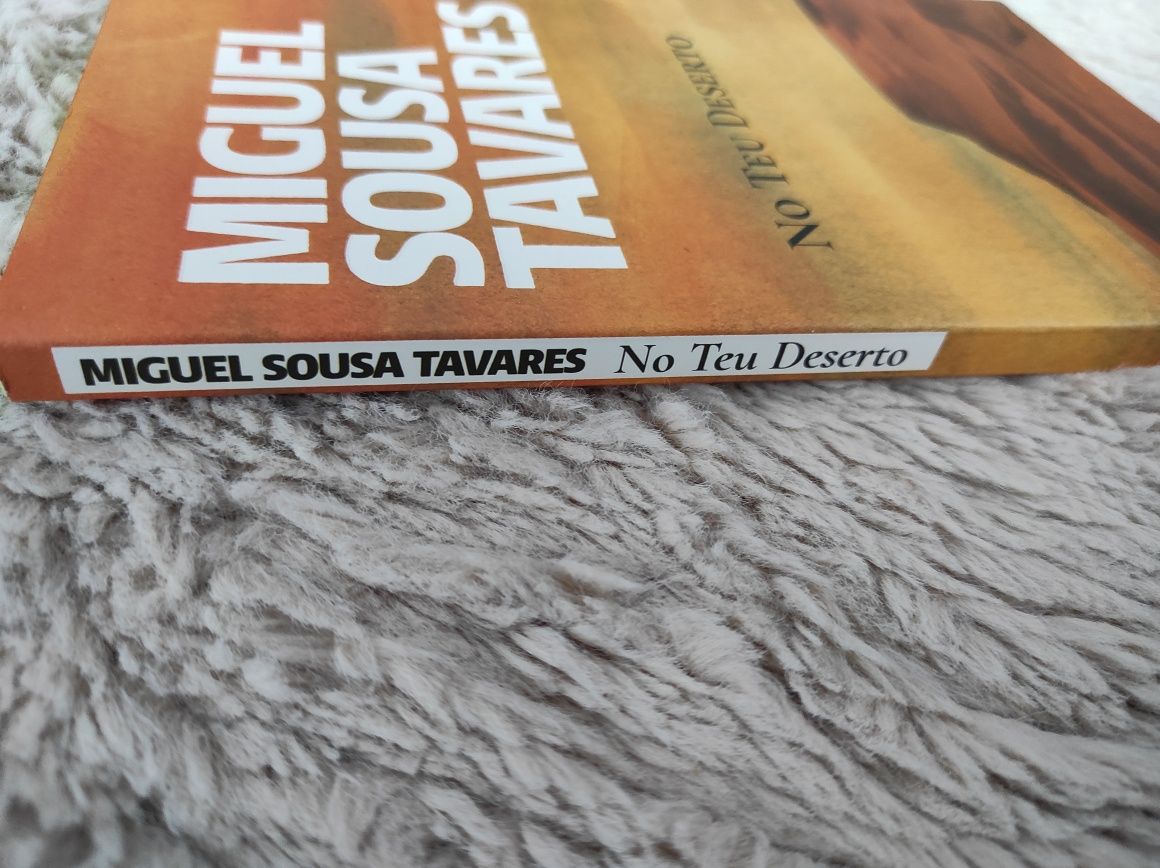 MIGUEL
SOUSA
TAVARES
NO TEU DESERTO
MIGUEL SOUSA TAVARES No Teu Deserto